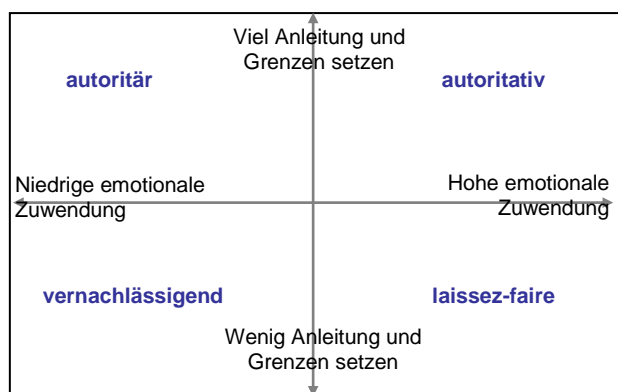 Viel Anleitung und
Grenzen setzen
autoritär
autoritativ
Niedrige emotionale
Zuwendung
Hohe emotionale
Zuwendung
vernachlässigend
laissez-faire
Wenig Anleitung und
Grenzen setzen